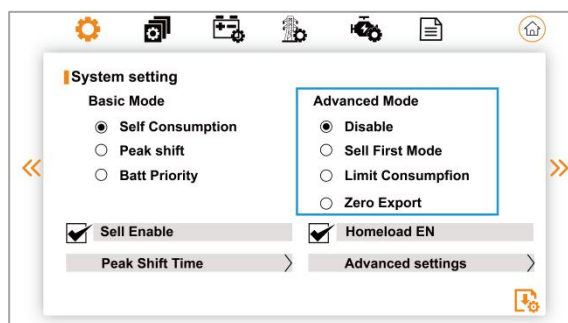 System setting
Basic Mode
Self Consumption
Peak shift
Batt Priority
Advanced Mode
Disable
Sell First Mode
Limit Consumpfion
Zero Export
Sell Enable
Homeload EN
Peak Shift Time
Advanced settings